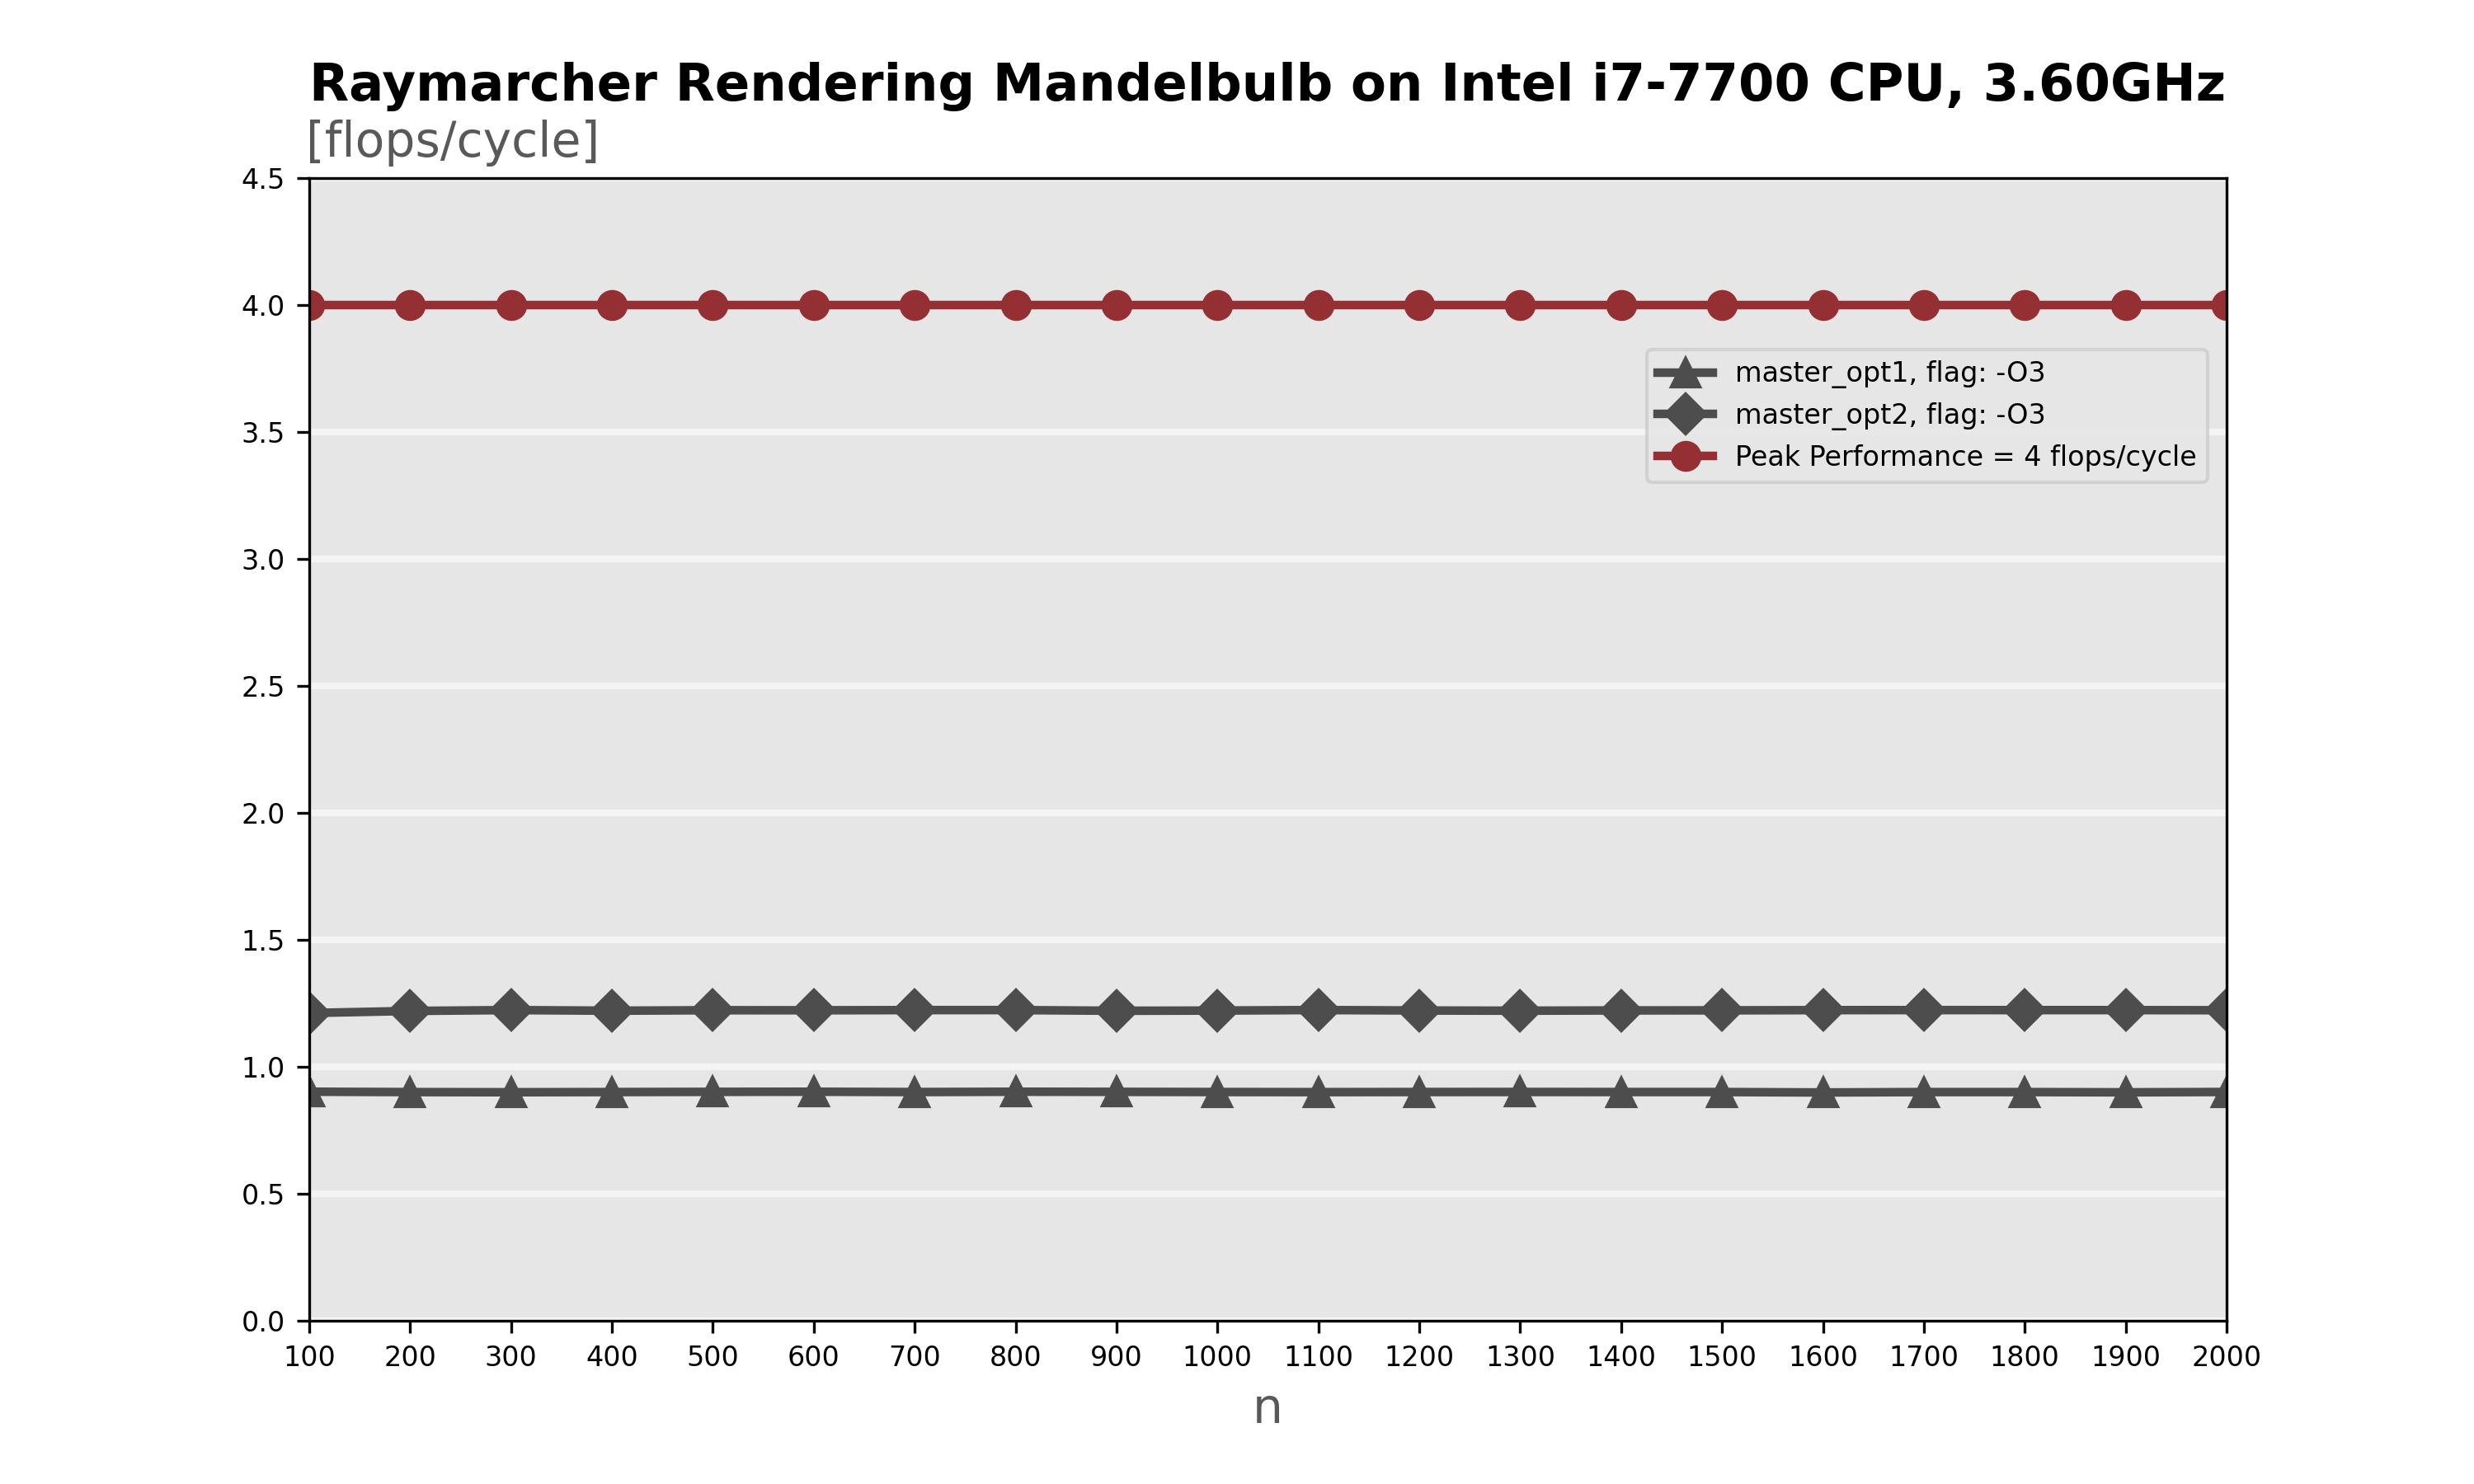 Raymarcher Rendering Mandelbulb on Intel i7-7700 CPU, 3.60GHz
[flops/cycle]
4.5
4.0
master_opt1, flag: -O3
master_opt2, flag: -O3
Peak Performance = 4 flops/cycle
3.5
3.0
2.5
2.0
1.5
1.0
0.5
0.0
100 200 300 400 500 600 700 800 900 1000 1100 1200 1300 1400 1500 1600 1700 1800 1900 2000
n